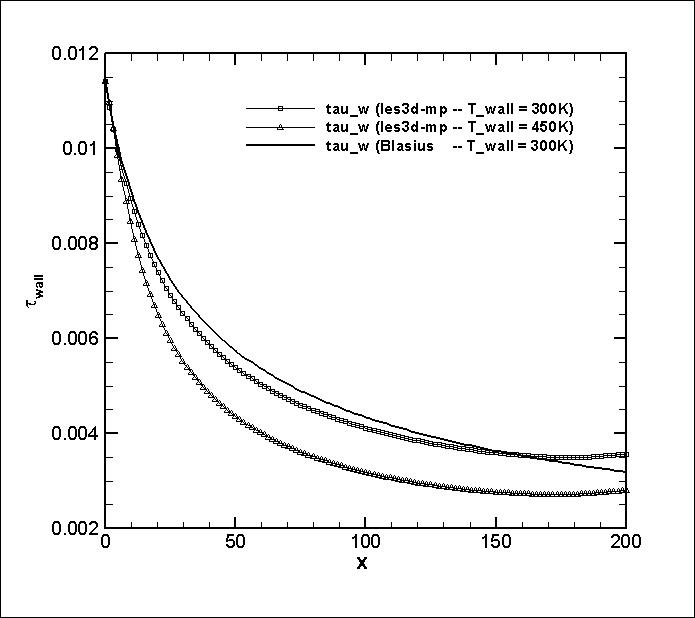 0.012
tau_w (les3d-mp -- T_wall = 300K)
tau_w (les3d-mp -- T_wall = 450K)
tau_w (Blasius -- T_wall = 300K)
0.01
0.008
τwall
0.006
0.004
0.002
0 50 100 150 200
X